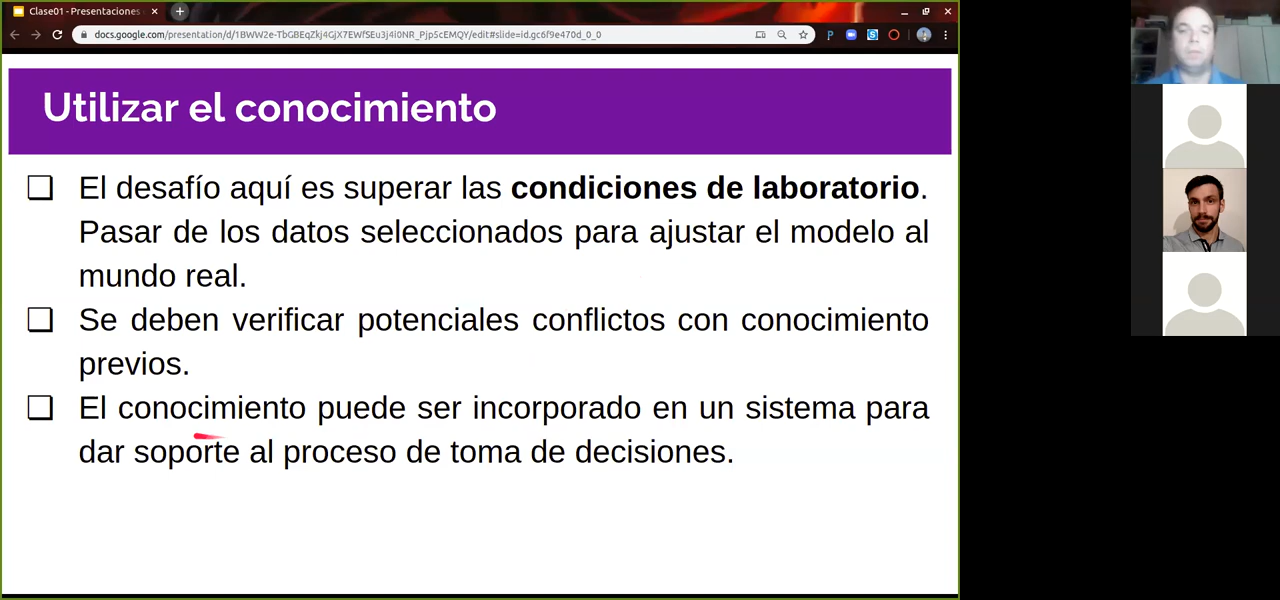 Clase01 - Presentaciones
docs.google.com/presentation/d/1BWW2e-TbGBEqZkj4GJX7EWfSEu3j4i0NR_PjpScEMQY/edit#slide=id.gc6f9e470d_0_0
Utilizar el conocimiento
El desafío aquí es superar las condiciones de laboratorio.
Pasar de los datos seleccionados para ajustar el modelo al
mundo real.
Se deben verificar potenciales conflictos con conocimiento
previos.
El conocimiento puede ser incorporado en un sistema para
dar soporte al proceso de toma de decisiones.